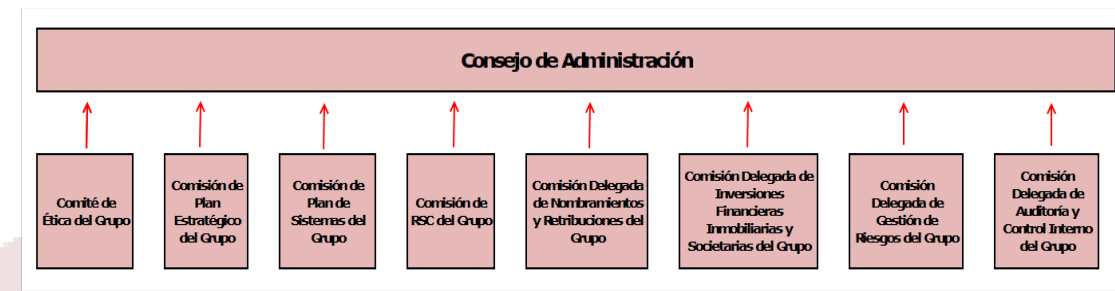 Consejo de Administración
Comité de
Ética del Grupo
Comisión de
Plan
Estratégico
del Grupo
Comisión de
Plan de
Sistemas del
Grupo
Comisión de
RSC del Grupo
Comisión Delegada
de Nombramientos
y Retribuciones del
Grupo
Comisión Delegada de
Inversiones
Financieras
Inmobiliarias y
Societarias del Grupo
Comisión
Delegada de
Gestión de
Riesgos del Grupo
Comisión
Delegada de
Auditoría y
Control Interno
del Grupo